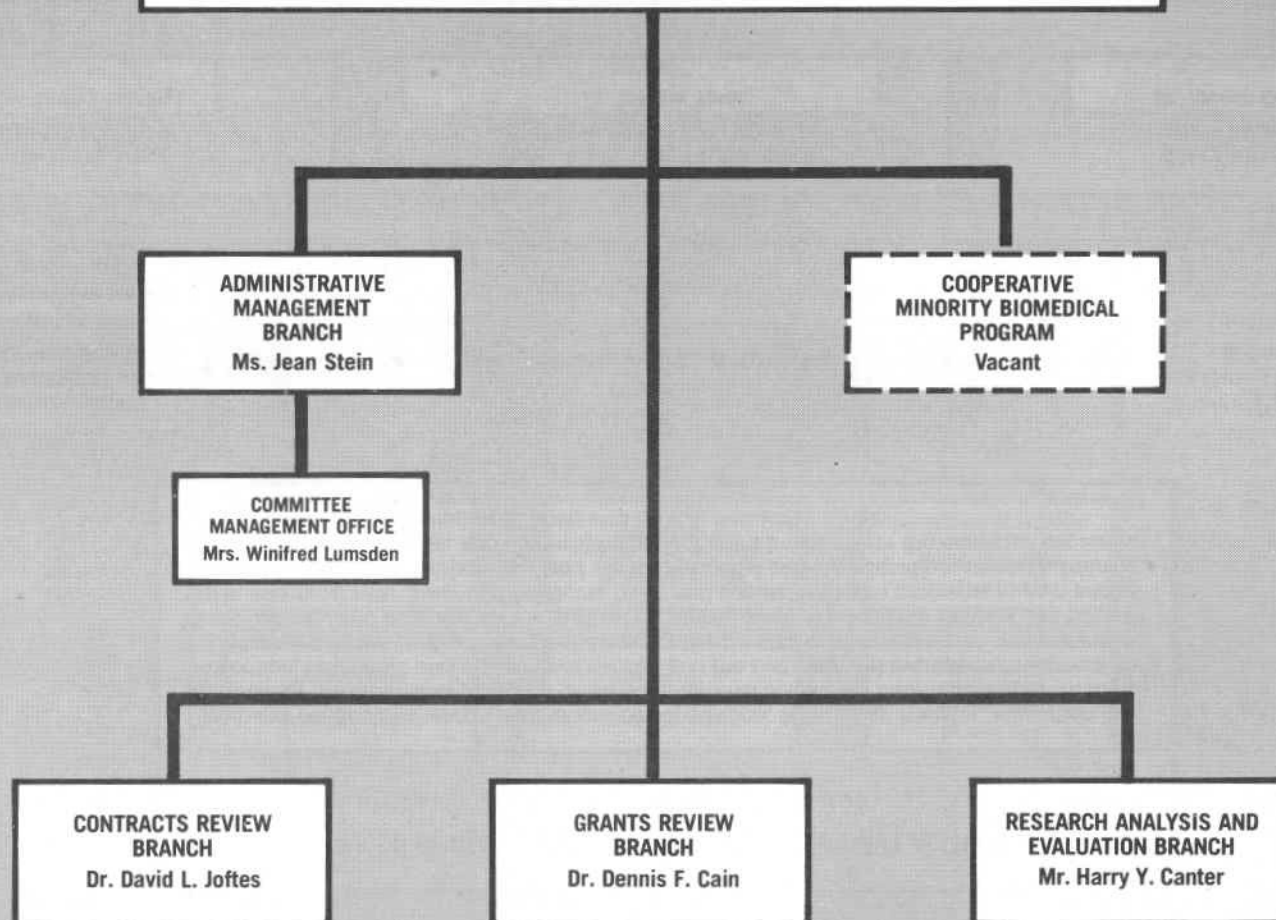 ADMINISTRATIVE
MANAGEMENT
BRANCH
Ms. Jean Stein
COOPERATIVE
MINORITY BIOMEDICAL
PROGRAM
Vacant
COMMITTEE
MANAGEMENT OFFICE
Mrs. Winifred Lumsden
CONTRACTS REVIEW
BRANCH
Dr. David L. Joftes
GRANTS REVIEW
BRANCH
Dr. Dennis F. Cain
RESEARCH ANALYSIS AND
EVALUATION BRANCH
Mr. Harry Y. Canter